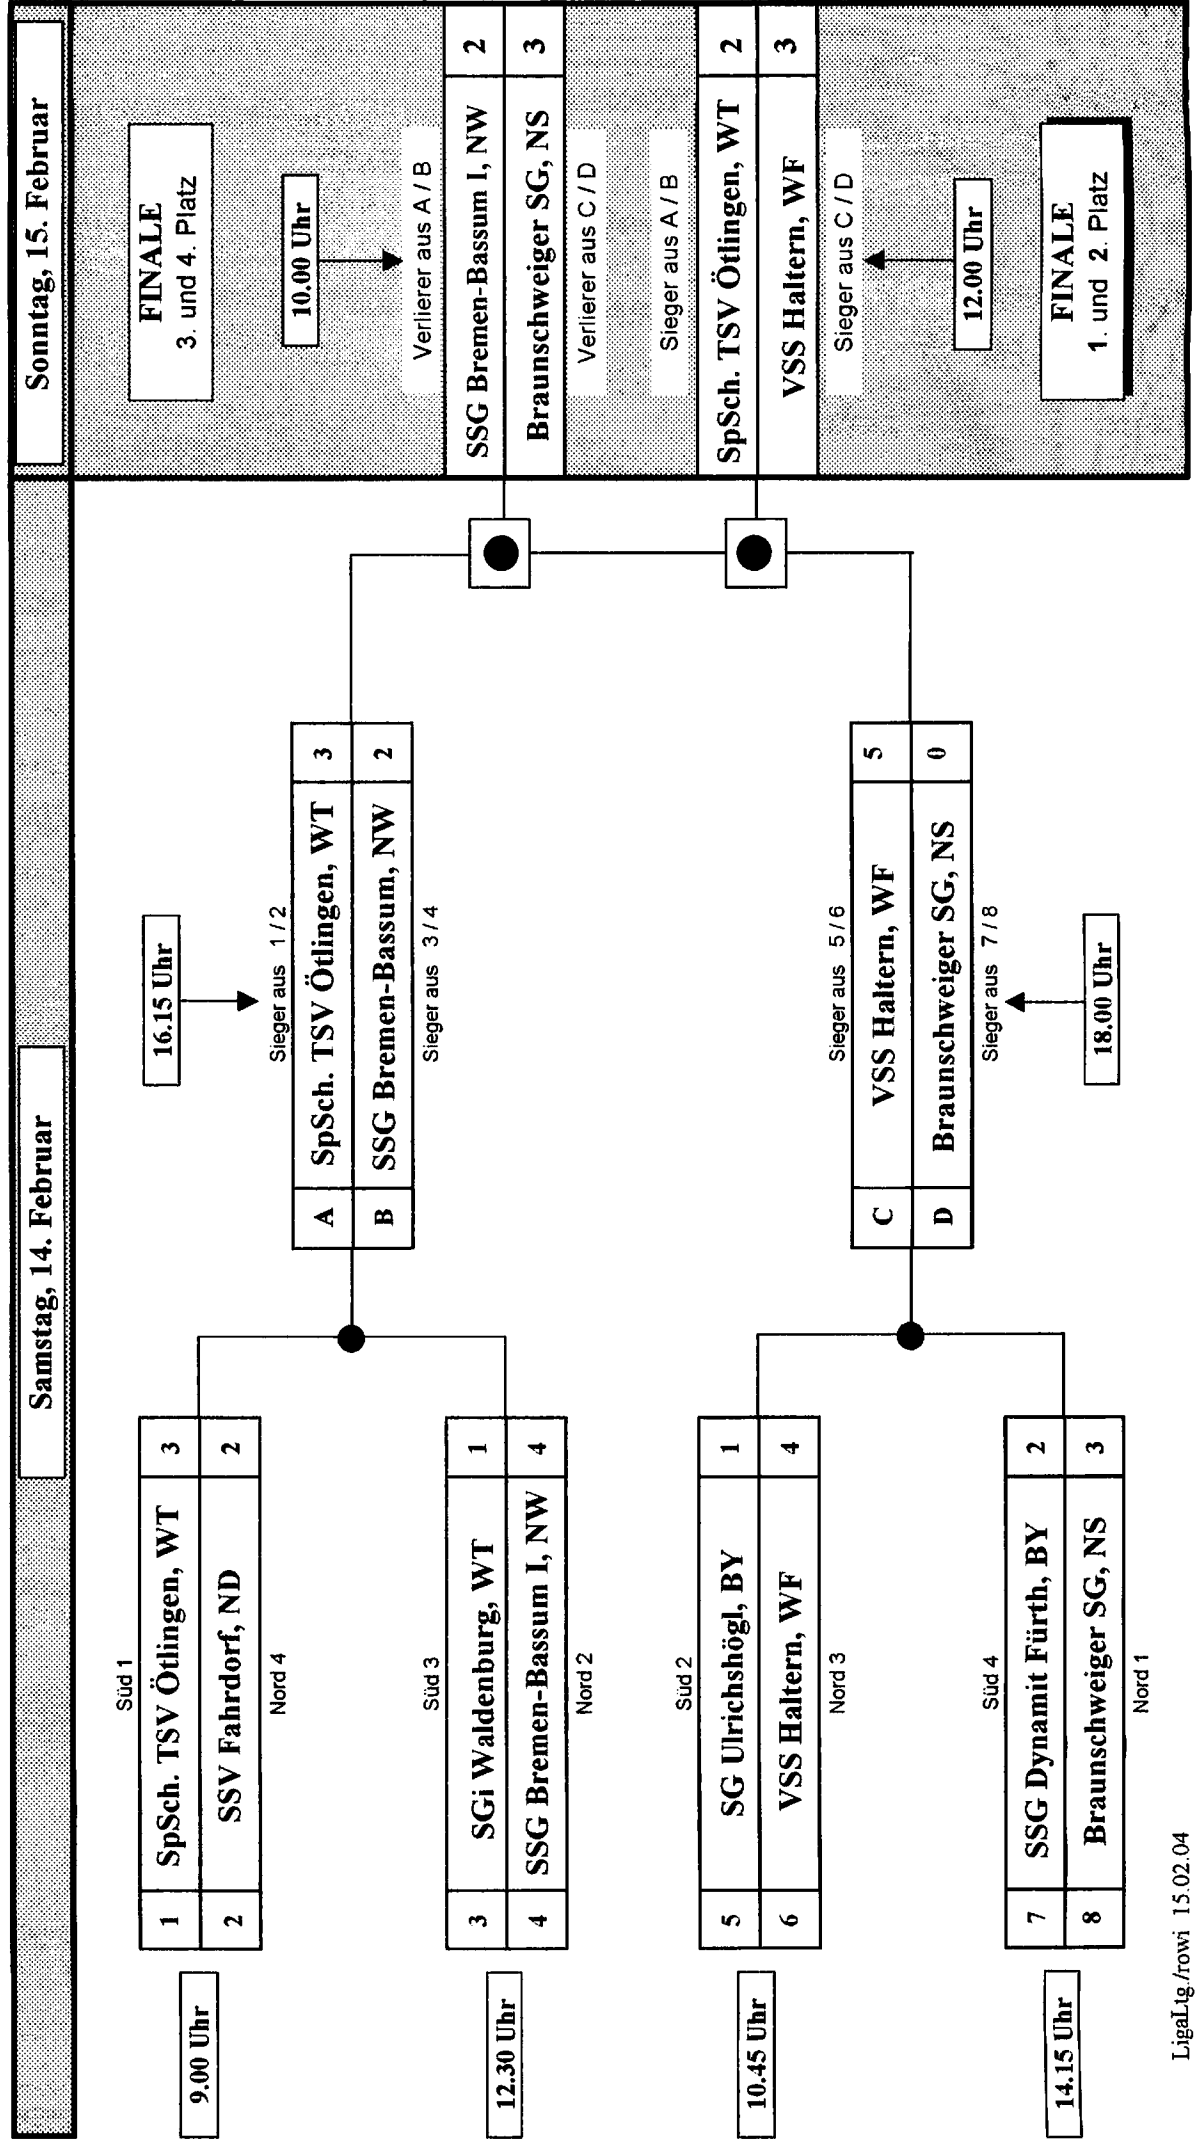 Samstag, 14. Februar
Sonntag, 15. Februar
9.00 Uhr
Süd 1
1 SpSch. TSV Ötlingen, WT 3
2 SSV Fahrdorf, ND 2
Nord 4
12.30 Uhr
Süd 3
3 SGi Waldenburg, WT 1
4 SSG Bremen-Bassum I, NW 4
Nord 2
10.45 Uhr
Süd 2
5 SG Ulrichshögl, BY 1
6 VSS Haltern, WF 4
Nord 3
14.15 Uhr
Süd 4
7 SSG Dynamit Fürth, BY 2
8 Braunschweiger SG, NS 3
Nord 1
16.15 Uhr
Sieger aus 1 / 2
A SpSch. TSV Ötlingen, WT 3
B SSG Bremen-Bassum, NW 2
Sieger aus 3 / 4
Sieger aus 5 / 6
C VSS Haltern, WF 5
D Braunschweiger SG, NS 0
Sieger aus 7 / 8
18.00 Uhr
FINALE
3. und 4. Platz
10.00 Uhr
Verlierer aus A / B
SSG Bremen-Bassum I, NW 2
Braunschweiger SG, NS 3
Verlierer aus C / D
Sieger aus A / B
SpSch. TSV Ötlingen, WT 2
VSS Haltern, WF 3
Sieger aus C / D
12.00 Uhr
FINALE
1. und 2. Platz
LigaLtg./rowi 15.02.04